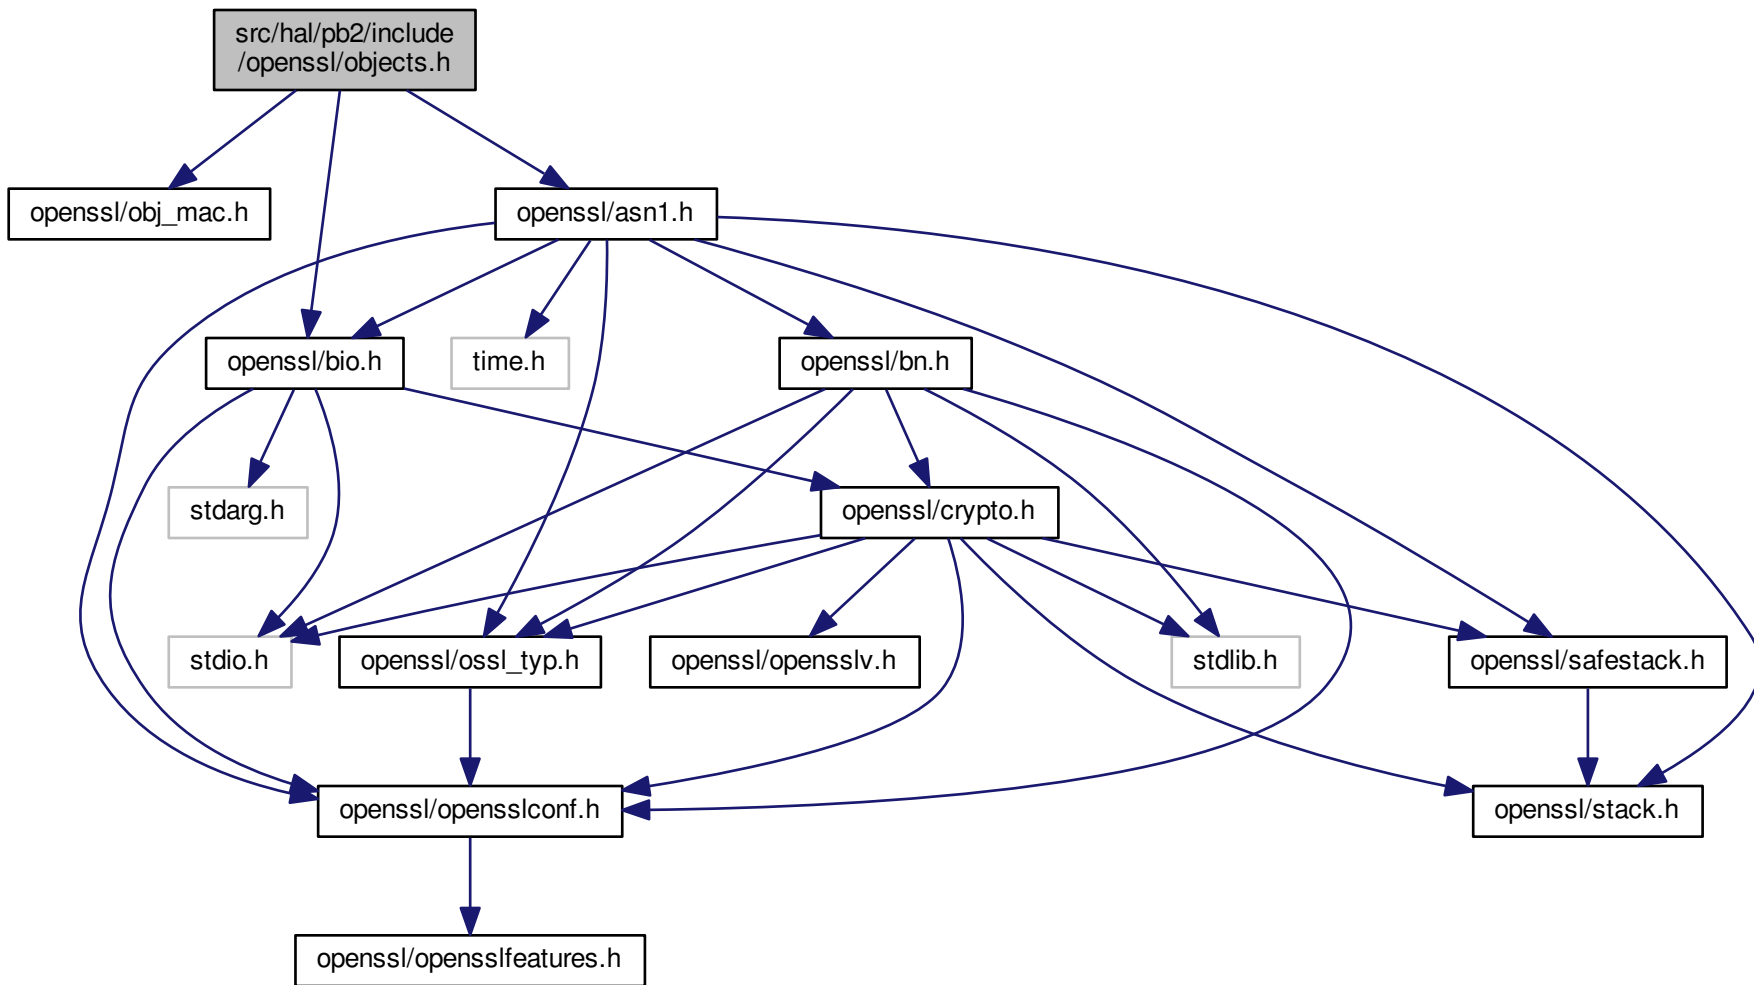 src/hal/pb2/include
/openssl/objects.h
openssl/obj_mac.h
openssl/asn1.h
openssl/bio.h
time.h
openssl/bn.h
stdarg.h
openssl/crypto.h
stdio.h
openssl/ossl_typ.h
openssl/opensslv.h
stdlib.h
openssl/safestack.h
openssl/opensslconf.h
openssl/stack.h
openssl/opensslfeatures.h